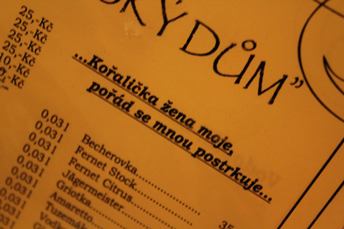 SKÝ DŮM"
25,-Kč
25,-Kč
25,-Kč
25,-Kč
10,-Kč
...Kořalička žena moje,
pořád se mnou postrkuje...
0,03 l Becherovka
0,03 l Fernet Stock
0,03 l Fernet Citrus
0,03 l Jägermeister
0,03 l Griotka
Amaretto
Tuzemák